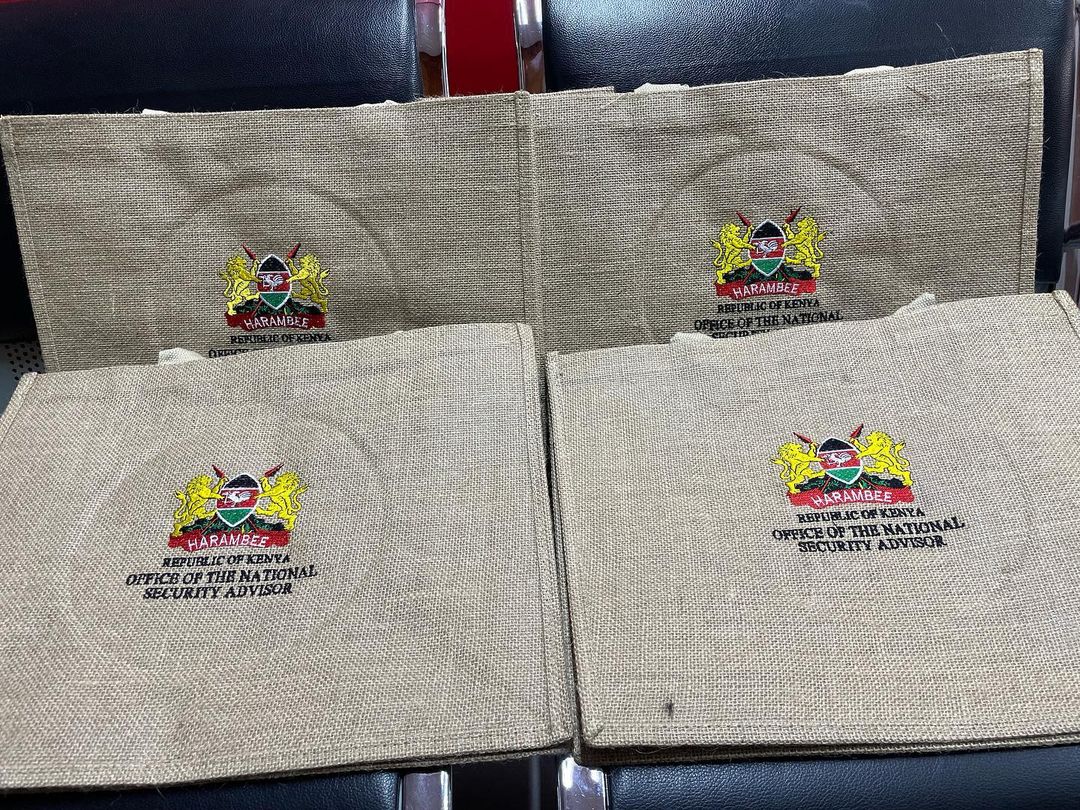 HARAMBEE
REPUBLIC OF KENYA
HARAMBEE
REPUBLIC OF KENYA
OFFICE OF THE NATIONAL
HARAMBEE
REPUBLIC OF KENYA
OFFICE OF THE NATIONAL
SECURITY ADVISOR
HARAMBEE
REPUBLIC OF KENYA
OFFICE OF THE NATIONAL
SECURITY ADVISOR